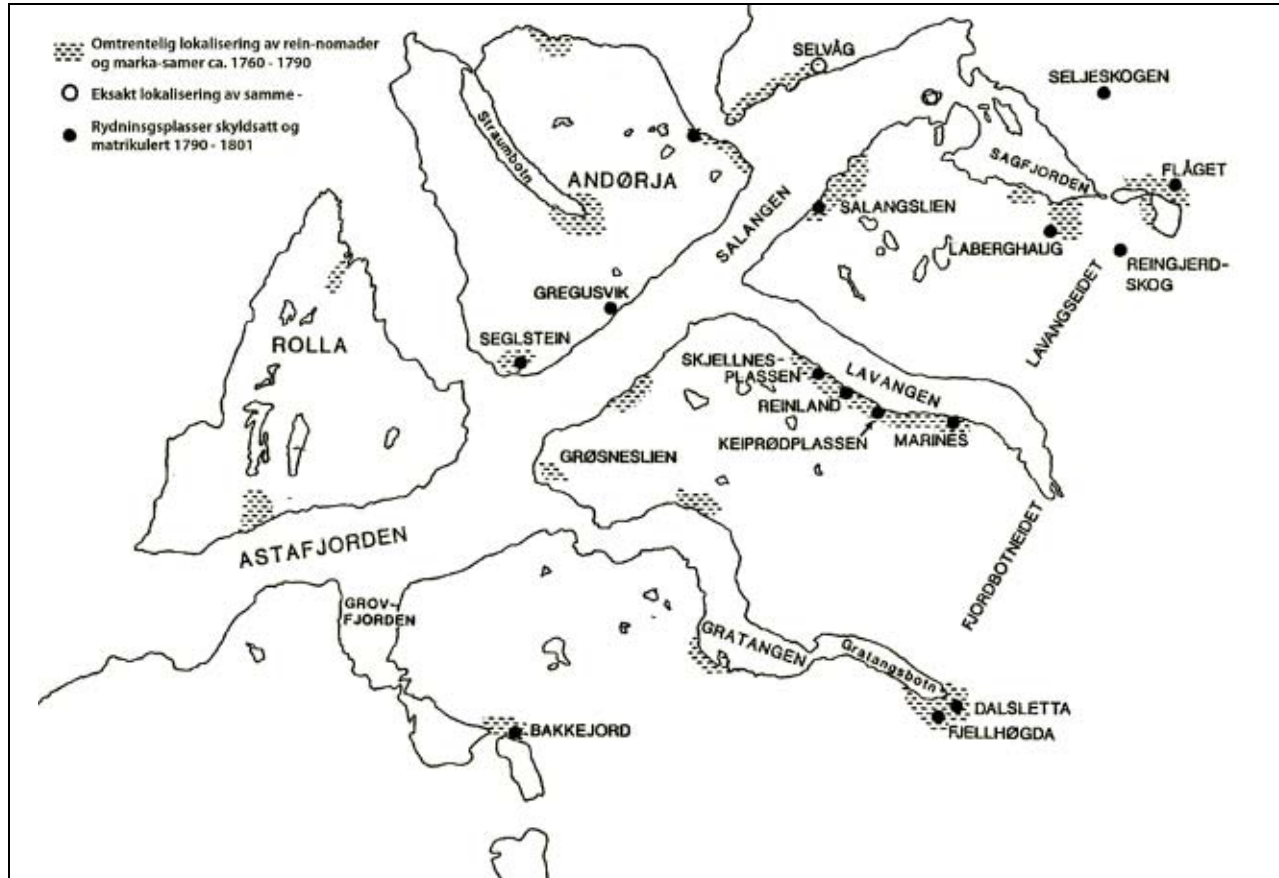 Omtrentelig lokalisering av rein-nomader
og marka-samer ca. 1760 - 1790
Eksakt lokalisering av samme -
Rydninsgsplasser skyldsatt og
matrikulert 1790 - 1801
SELVÅG
SELJESKOGEN
Straumbotn
ANDØRJA
SAGFJORDEN
FLÅGET
SALANGEN
SALANGSLIEN
LABERGHAUG
REINGJERD-
SKOG
LAVANGSEIDET
GREGUSVIK
SEGLSTEIN
ROLLA
SKJELLNES-
PLASSEN
LAVANGEN
REINLAND
KEIPRØDPLASSEN
MARINES
GRØSNESLIEN
ASTAFJORDEN
FJORDBOTNEIDET
GROV-
FJORDEN
GRATANGEN
Gratangsbotn
DALSLETTA
FJELLHØGDA
BAKKEJORD